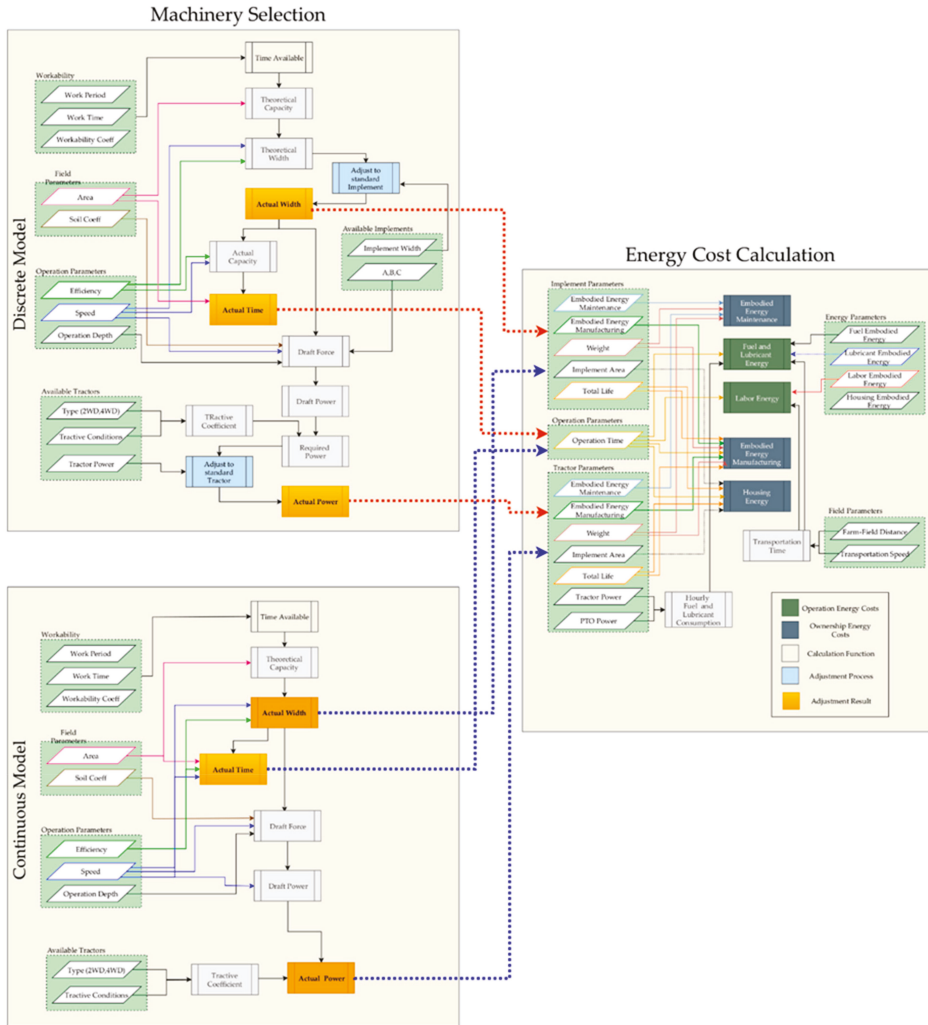 Machinery Selection
Discrete Model
Time Available
Workability
Work Period
Work Time
Workability Coeff
Theoretical
Capacity
Theoretical
Width
Adjust to
standard
Implement
Field
Parameters
Area
Soil Coeff
Actual Width
Available Implements
Implement Width
A,B,C
Actual
Capacity
Operation Parameters
Efficiency
Speed
Operation Depth
Actual Time
Draft Force
Draft Power
Available Tractors
Type (2WD,4WD)
Tractive Conditions
Tractor Power
TRactive
Coefficient
Required
Power
Adjust to
standard
Tractor
Actual Power
Continuous Model
Time Available
Workability
Work Period
Work Time
Workability Coeff
Theoretical
Capacity
Actual Width
Field
Parameters
Area
Soil Coeff
Actual Time
Operation Parameters
Efficiency
Speed
Operation Depth
Draft Force
Draft Power
Available Tractors
Type (2WD,4WD)
Tractive Conditions
Tractive
Coefficient
Actual Power
Energy Cost Calculation
Implement Parameters
Embodied Energy
Maintenance
Embodied Energy
Manufacturing
Weight
Implement Area
Total Life
Operation Parameters
Operation Time
Tractor Parameters
Embodied Energy
Maintenance
Embodied Energy
Manufacturing
Weight
Implement Area
Total Life
Tractor Power
PTO Power
Embodied
Energy
Maintenance
Fuel and
Lubricant
Energy
Labor Energy
Embodied
Energy
Manufacturing
Housing
Energy
Energy Parameters
Fuel Embodied
Energy
Lubricant Embodied
Energy
Labor Embodied
Energy
Housing Embodied
Energy
Transportation
Time
Field Parameters
Farm-Field Distance
Transportation Speed
Hourly
Fuel and
Lubricant
Consumption
Operation Energy Costs
Ownership Energy
Costs
Calculation Function
Adjustment Process
Adjustment Result